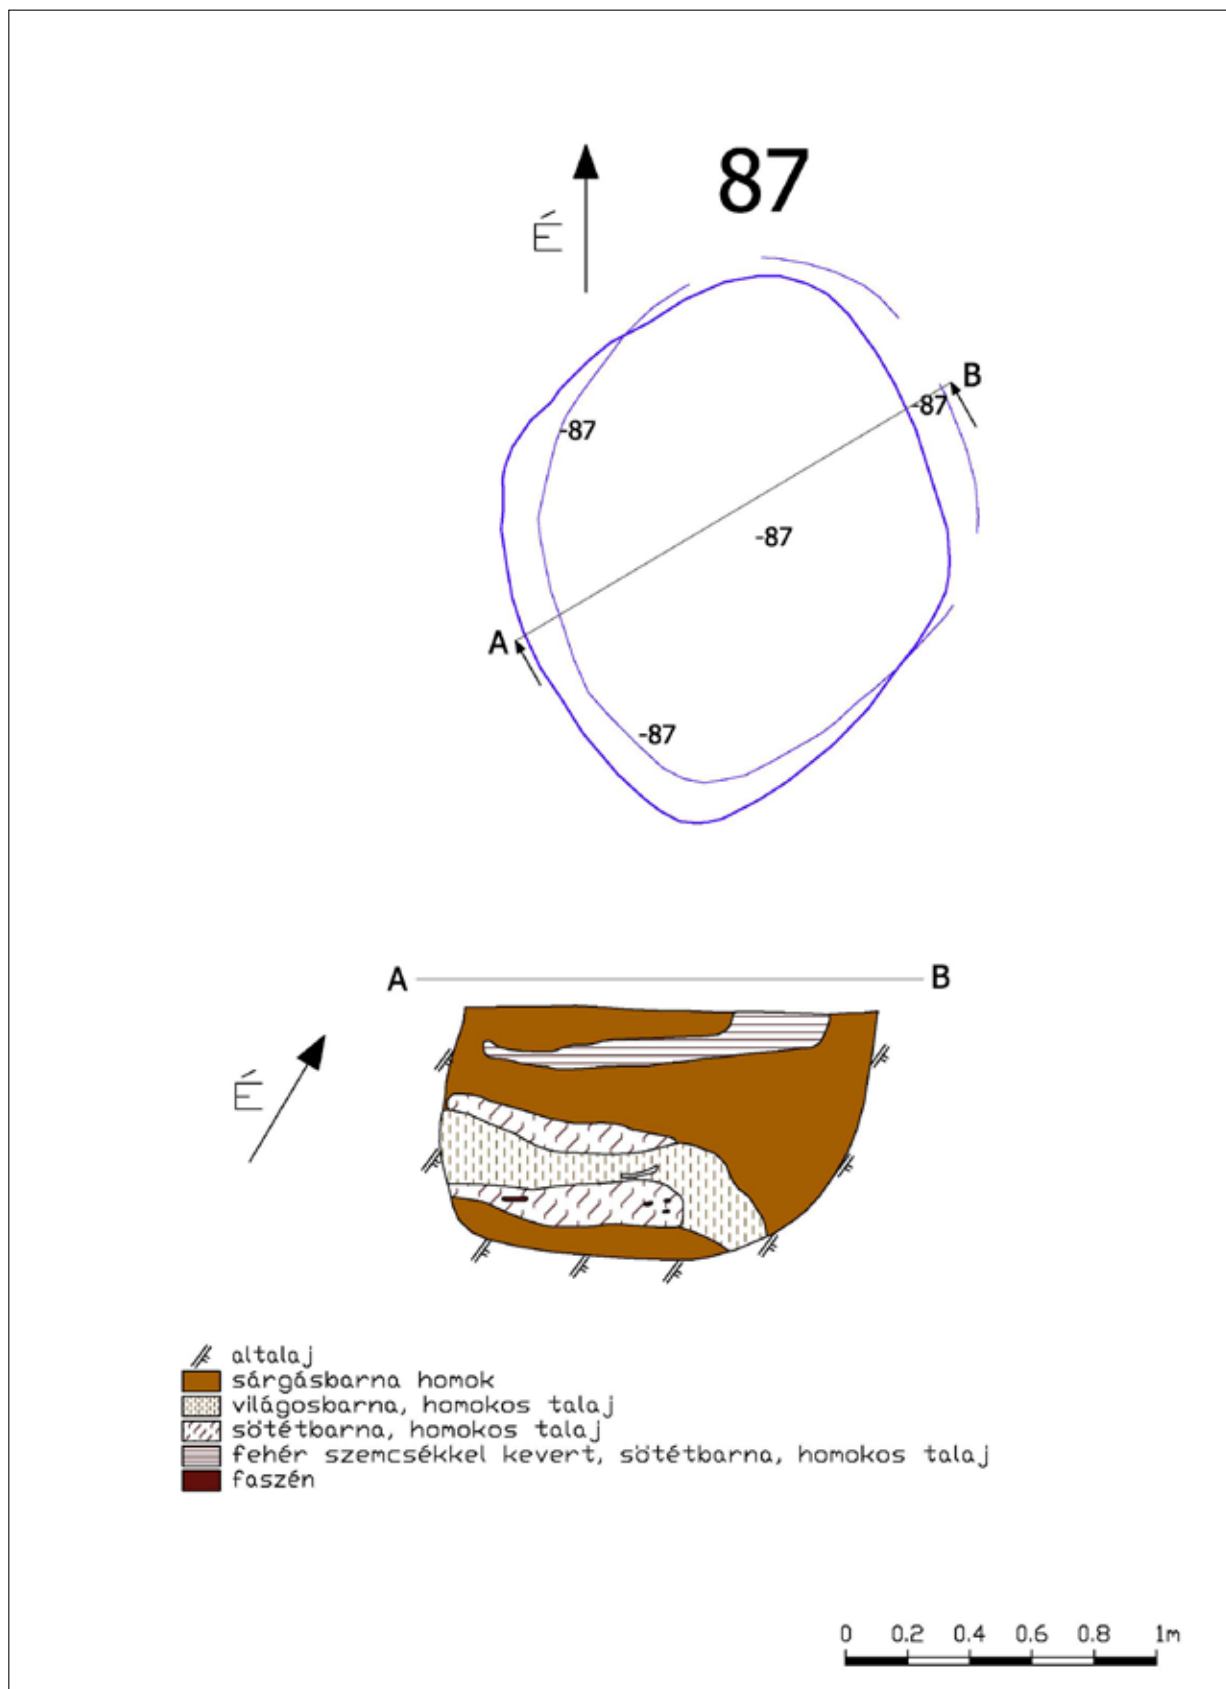 87
É
B
-87
-87
-87
A
-87
A B
É
altalaj
sárgásbarna homok
világosbarna, homokos talaj
sötétbarna, homokos talaj
fehér szemcsékkel kevert, sötétbarna, homokos talaj
faszén
0 0.2 0.4 0.6 0.8 1m